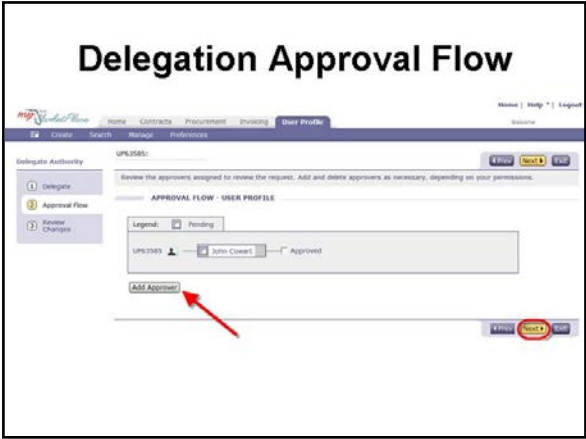 Delegation Approval Flow
Home | Help * | Logout
Home Contracts Procurement Invoicing User Profile
Welcome
Create Search Manage Preferences
UP63585:
Delegate Authority
Prev Next Exit
Review the approvers assigned to review the request. Add and delete approvers as necessary, depending on your permissions.
1 Delegate
APPROVAL FLOW - USER PROFILE
2 Approval Flow
3 Review Changes
Legend: Pending
UP63585 John Cowart Approved
Add Approver
Prev Next Exit